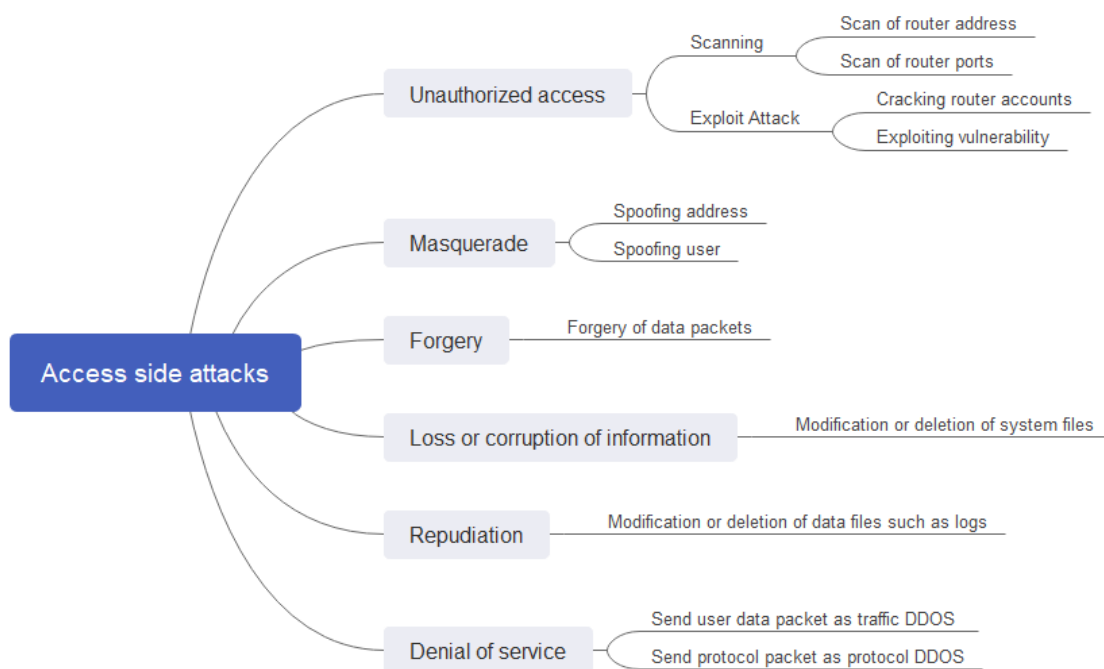 Access side attacks
Unauthorized access
Scanning
Scan of router address
Scan of router ports
Exploit Attack
Cracking router accounts
Exploiting vulnerability
Masquerade
Spoofing address
Spoofing user
Forgery
Forgery of data packets
Loss or corruption of information
Modification or deletion of system files
Repudiation
Modification or deletion of data files such as logs
Denial of service
Send user data packet as traffic DDOS
Send protocol packet as protocol DDOS